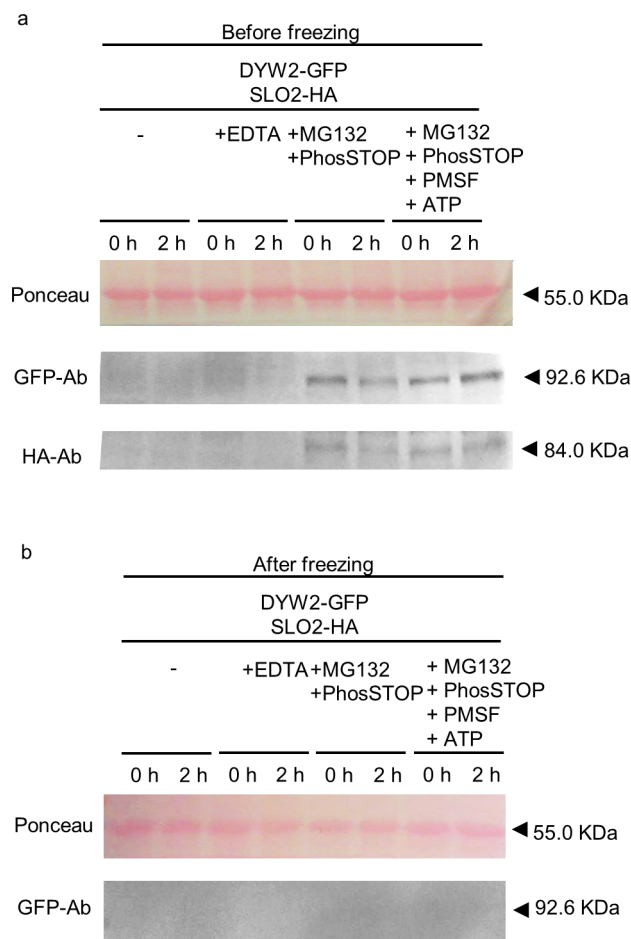 a
Before freezing
DYW2-GFP
SLO2-HA
- +EDTA +MG132 + MG132
+PhosSTOP + PhosSTOP
+ PMSF
+ ATP
0 h 2 h 0 h 2 h 0 h 2 h 0 h 2 h
Ponceau 55.0 KDa
GFP-Ab 92.6 KDa
HA-Ab 84.0 KDa
b
After freezing
DYW2-GFP
SLO2-HA
- +EDTA +MG132 + MG132
+PhosSTOP + PhosSTOP
+ PMSF
+ ATP
0 h 2 h 0 h 2 h 0 h 2 h 0 h 2 h
Ponceau 55.0 KDa
GFP-Ab 92.6 KDa